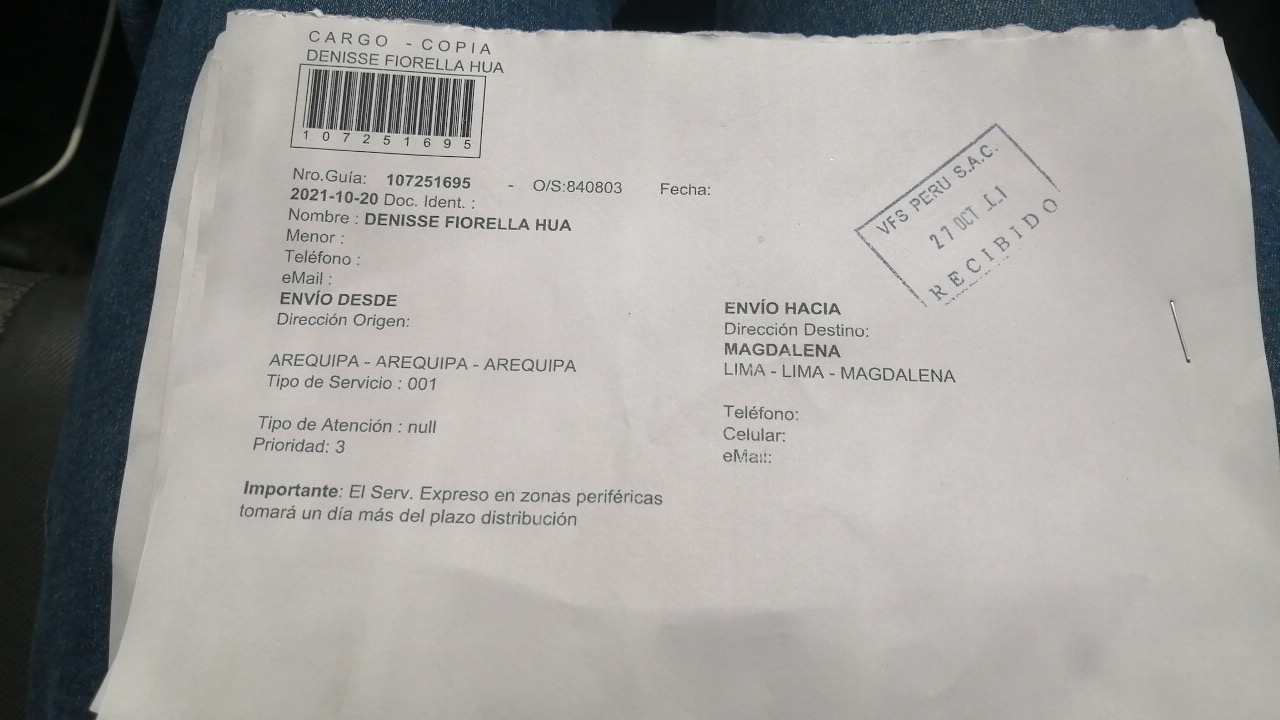 CARGO - COPIA
DENISSE FIORELLA HUA
107251695
Nro.Guía: 107251695 - O/S:840803 Fecha:
2021-10-20 Doc. Ident. :
Nombre : DENISSE FIORELLA HUA
Menor :
Teléfono :
eMail :
ENVÍO DESDE
Dirección Origen:
AREQUIPA - AREQUIPA - AREQUIPA
Tipo de Servicio : 001
Tipo de Atención : null
Prioridad: 3
Importante: El Serv. Expreso en zonas periféricas
tomará un día más del plazo distribución
VFS PERU S.A.C.
27 OCT
RECIBIDO
ENVÍO HACIA
Dirección Destino:
MAGDALENA
LIMA - LIMA - MAGDALENA
Teléfono:
Celular:
eMail: